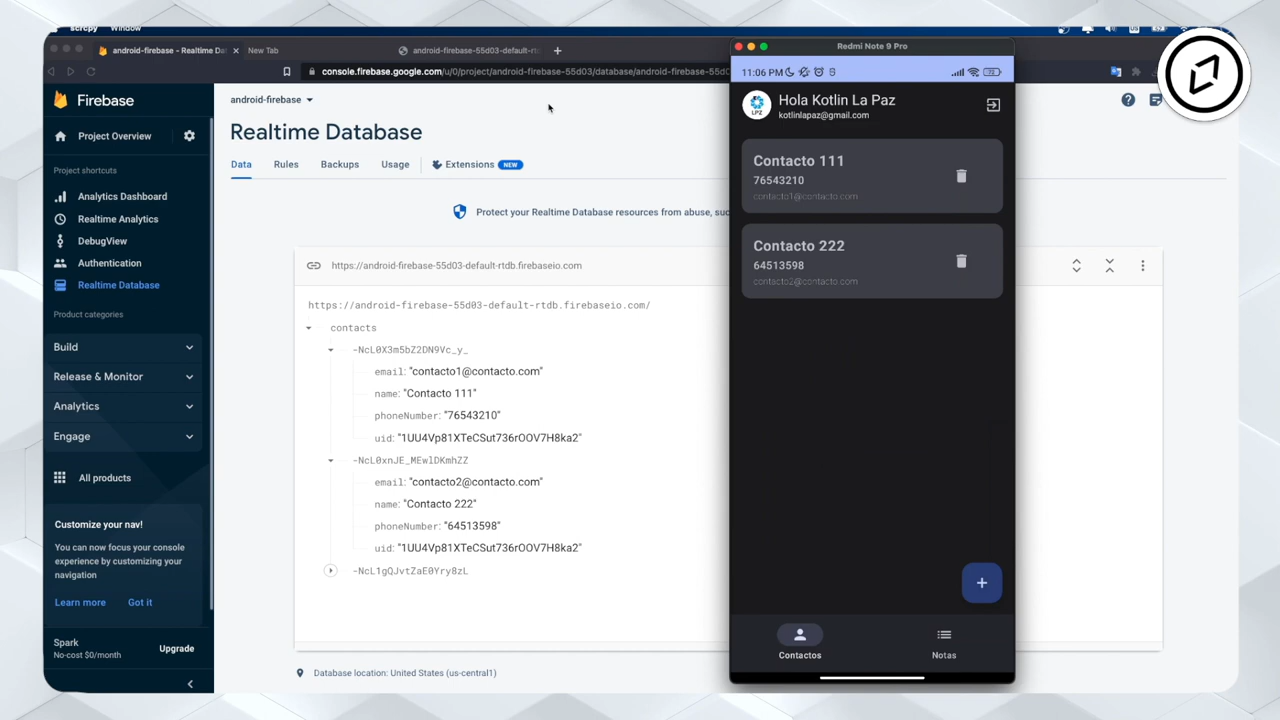 scrcpy Window
android-firebase - Realtime Da
New Tab
android-firebase-55d03-default-rt
console.firebase.google.com/u/0/project/android-firebase-55d03/database/android-firebase-55d
Firebase
Project Overview
Project shortcuts
Analytics Dashboard
Realtime Analytics
DebugView
Authentication
Realtime Database
Product categories
Build
Release & Monitor
Analytics
Engage
All products
Customize your nav!
You can now focus your console
experience by customizing your
navigation
Learn more Got it
Spark
No-cost $0/month
Upgrade
android-firebase
Realtime Database
Data Rules Backups Usage Extensions NEW
Protect your Realtime Database resources from abuse, suc
https://android-firebase-55d03-default-rtdb.firebaseio.com
https://android-firebase-55d03-default-rtdb.firebaseio.com/
contacts
-NcL0X3m5bZ2DN9Vc_y_
email: "contacto1@contacto.com"
name: "Contacto 111"
phoneNumber: "76543210"
uid: "1UU4Vp81XTeCSut736rOOV7H8ka2"
-NcL0xnJE_MEwlDKmhZZ
email: "contacto2@contacto.com"
name: "Contacto 222"
phoneNumber: "64513598"
uid: "1UU4Vp81XTeCSut736rOOV7H8ka2"
-NcL1gQJvtZaE0Yry8zL
Database location: United States (us-central1)
Redmi Note 9 Pro
11:06 PM
LPZ
Hola Kotlin La Paz
kotlinlapaz@gmail.com
Contacto 111
76543210
contacto1@contacto.com
Contacto 222
64513598
contacto2@contacto.com
+
Contactos
Notas